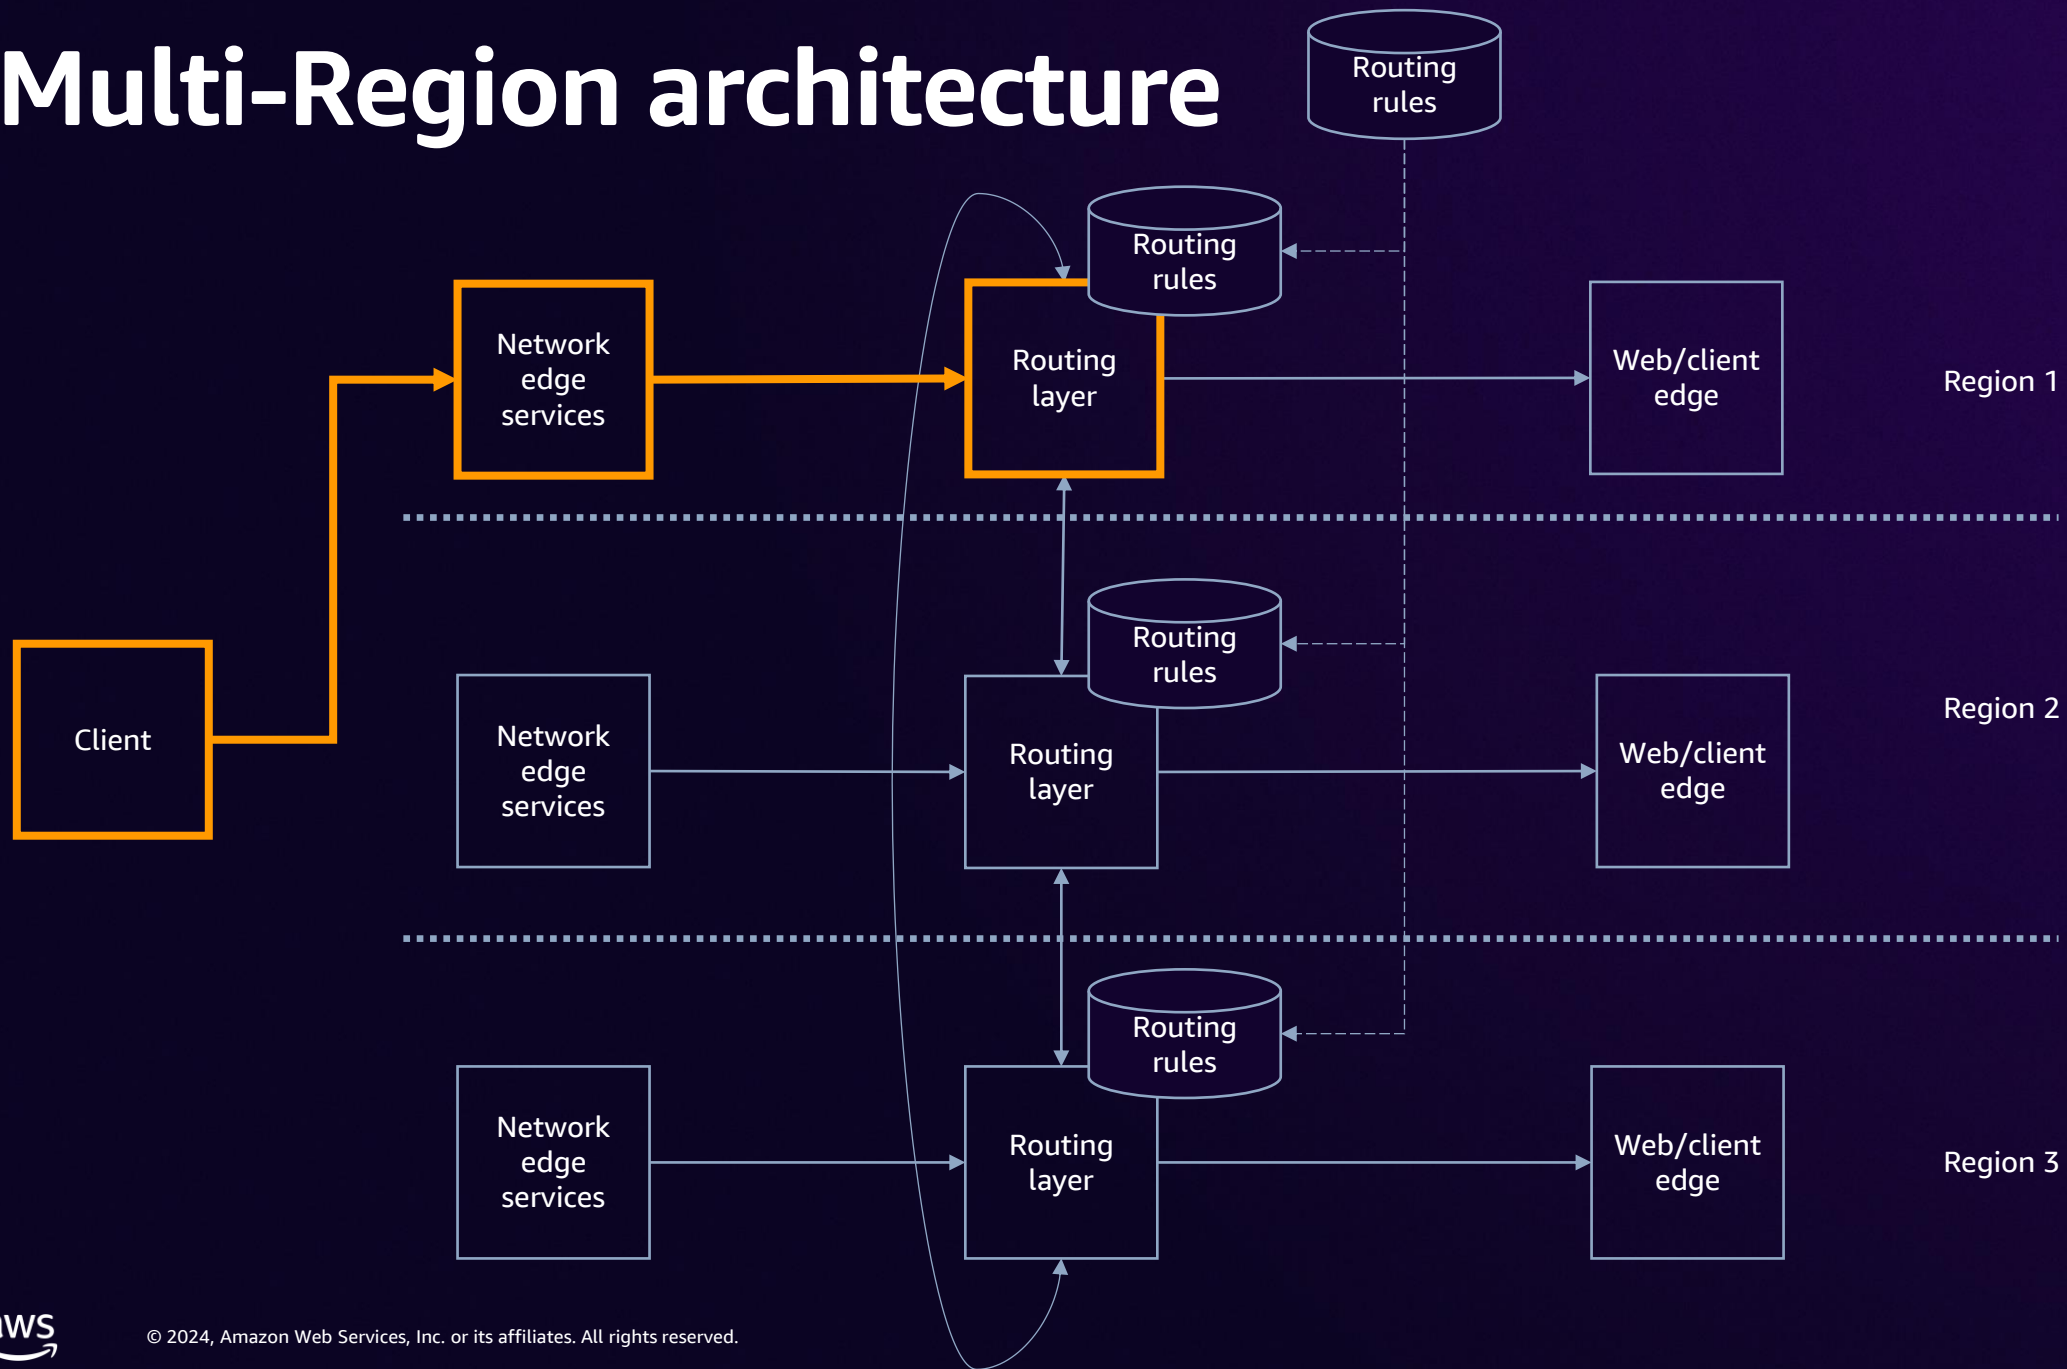 Multi-Region architecture
Routing
rules
Routing
rules
Network
edge
services
Routing
layer
Web/client
edge
Region 1
Routing
rules
Client
Network
edge
services
Routing
layer
Web/client
edge
Region 2
Routing
rules
Network
edge
services
Routing
layer
Web/client
edge
Region 3
aws
© 2024, Amazon Web Services, Inc. or its affiliates. All rights reserved.